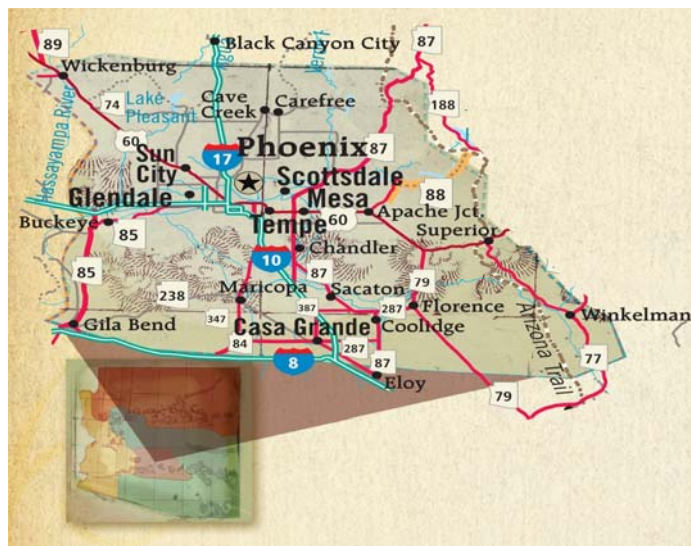 89
Black Canyon City
87
Wickenburg
74
Lake
Pleasant
Cave
Creek
Carefree
188
Hassayampa River
60
Sun
City
17
Phoenix
87
Scottsdale
Glendale
Mesa
88
Buckeye
85
Tempe
60
Apache Jct.
Superior
Chandler
10
85
87
79
238
Maricopa
Sacaton
347
387
287
Florence
Winkelman
Gila Bend
Casa Grande
Coolidge
84
287
8
87
Eloy
Arizona Trail
77
79